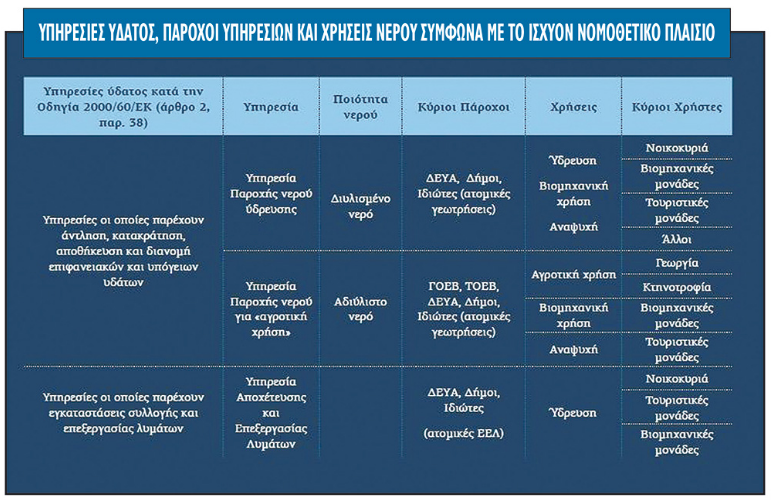 ΥΠΗΡΕΣΙΕΣ ΥΔΑΤΟΣ, ΠΑΡΟΧΟΙ ΥΠΗΡΕΣΙΩΝ ΚΑΙ ΧΡΗΣΕΙΣ ΝΕΡΟΥ ΣΥΜΦΩΝΑ ΜΕ ΤΟ ΙΣΧΥΟΝ ΝΟΜΟΘΕΤΙΚΟ ΠΛΑΙΣΙΟ
Υπηρεσίες ύδατος κατά την
Οδηγία 2000/60/ΕΚ (άρθρο 2,
παρ. 38)
Υπηρεσία
Ποιότητα
νερού
Κύριοι Πάροχοι
Χρήσεις
Κύριοι Χρήστες
Υπηρεσίες οι οποίες παρέχουν
άντληση, κατακράτηση,
αποθήκευση και διανομή
επιφανειακών και υπόγειων
υδάτων
Υπηρεσία
Παροχής νερού
ύδρευσης
Διυλισμένο
νερό
ΔΕΥΑ, Δήμοι,
Ιδιώτες (ατομικές
γεωτρήσεις)
Ύδρευση
Βιομηχανική
χρήση
Αναψυχή
Νοικοκυριά
Βιομηχανικές
μονάδες
Τουριστικές
μονάδες
Άλλοι
Υπηρεσία
Παροχής νερού
για «αγροτική
χρήση»
Αδιύλιστο
νερό
ΓΟΕΒ, ΤΟΕΒ,
ΔΕΥΑ, Δήμοι,
Ιδιώτες (ατομικές
γεωτρήσεις)
Αγροτική χρήση
Γεωργία
Κτηνοτροφία
Βιομηχανική
χρήση
Βιομηχανικές
μονάδες
Αναψυχή
Τουριστικές
μονάδες
Υπηρεσίες οι οποίες παρέχουν
εγκαταστάσεις συλλογής και
επεξεργασίας λυμάτων
Υπηρεσία
Αποχέτευσης
και
Επεξεργασίας
Λυμάτων
ΔΕΥΑ, Δήμοι,
Ιδιώτες
(ατομικές ΕΕΛ)
Ύδρευση
Νοικοκυριά
Τουριστικές
μονάδες
Βιομηχανικές
μονάδες